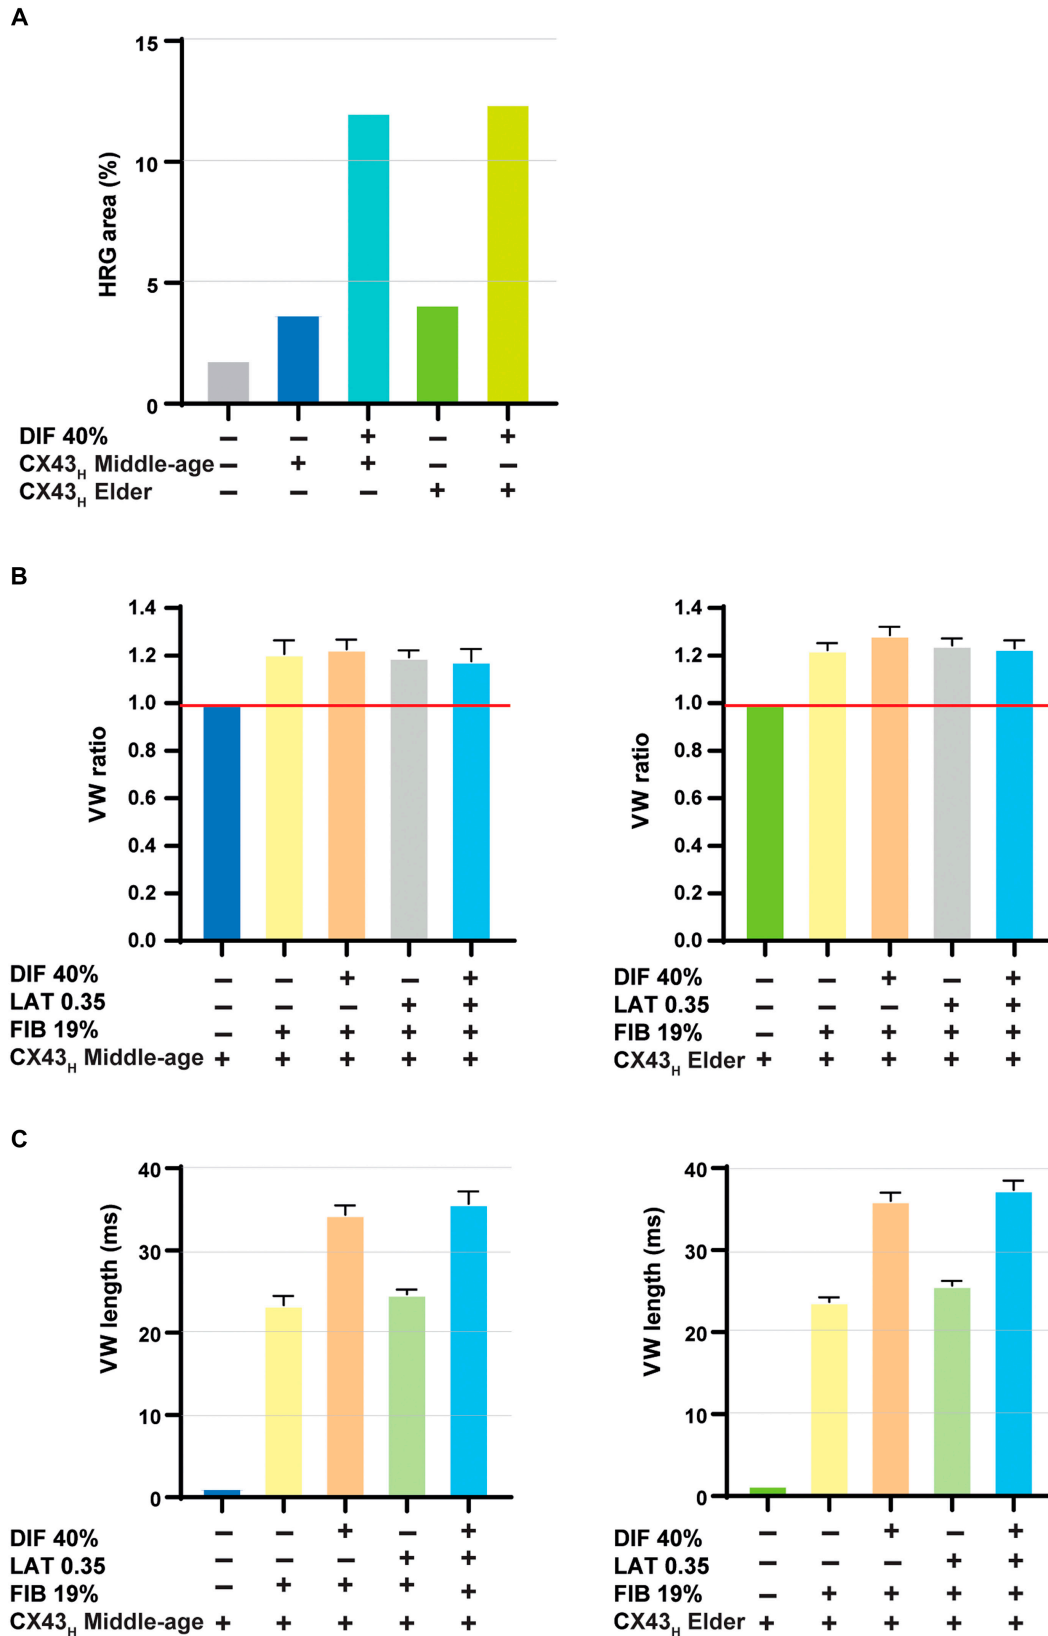 A
15
10
5
0
HRG area (%)
DIF 40% – – + – +
CX43H Middle-age – + + – –
CX43H Elder – – – + +
B
1.4
1.2
1.0
0.8
0.6
0.4
0.2
0.0
VW ratio
DIF 40% – – + – +
LAT 0.35 – – – + +
FIB 19% – + + + +
CX43H Middle-age + + + + +
1.4
1.2
1.0
0.8
0.6
0.4
0.2
0.0
VW ratio
DIF 40% – – + – +
LAT 0.35 – – – + +
FIB 19% – + + + +
CX43H Elder + + + + +
C
40
30
20
10
0
VW length (ms)
DIF 40% – – + – +
LAT 0.35 – – – + +
FIB 19% – + + + +
CX43H Middle-age + + + + +
40
30
20
10
0
VW length (ms)
DIF 40% – – + – +
LAT 0.35 – – – + +
FIB 19% – + + + +
CX43H Elder + + + + +